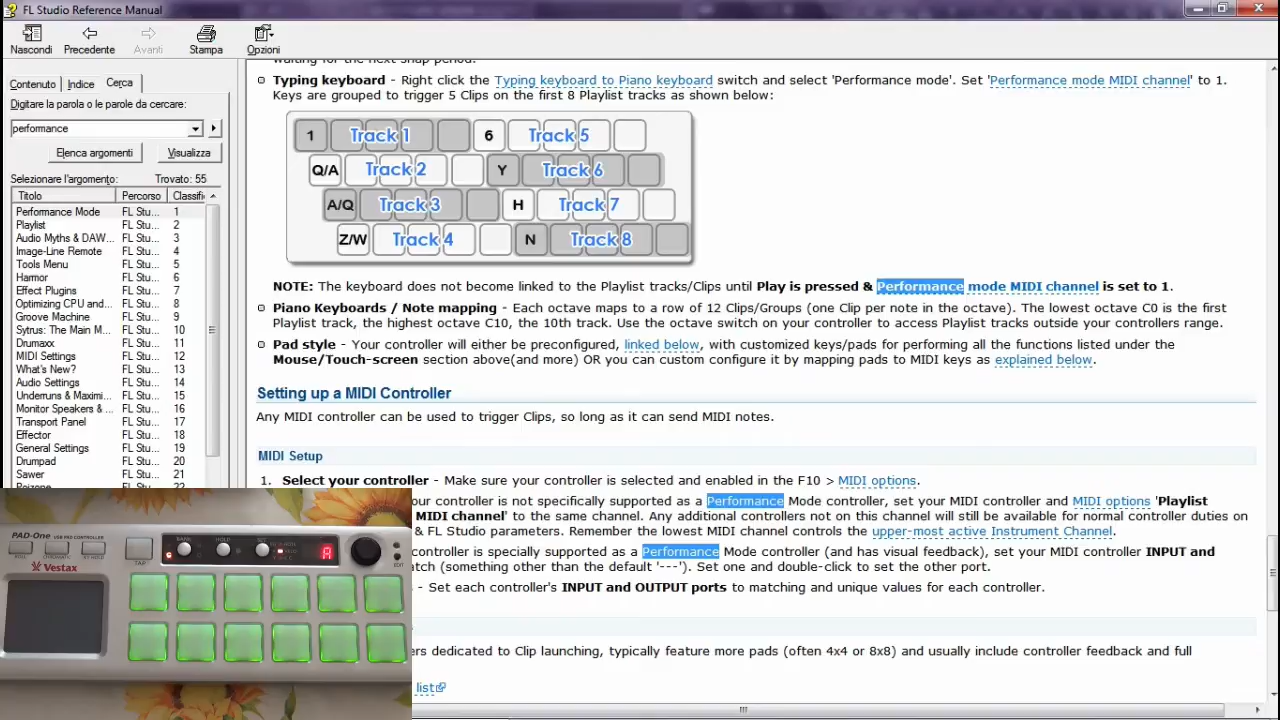 FL Studio Reference Manual
Nascondi Precedente Avanti Stampa Opzioni
Contenuto Indice Cerca
Digitare la parola o le parole da cercare:
performance
Elenca argomenti Visualizza
Selezionare l'argomento: Trovato: 55
Titolo Percorso Classific
Performance Mode FL Stu... 1
Playlist FL Stu... 2
Audio Myths & DAW... FL Stu... 3
Image-Line Remote FL Stu... 4
Tools Menu FL Stu... 5
Harmor FL Stu... 6
Effect Plugins FL Stu... 7
Optimizing CPU and... FL Stu... 8
Groove Machine FL Stu... 9
Sytrus: The Main M... FL Stu... 10
Drumaxx FL Stu... 11
MIDI Settings FL Stu... 12
What's New? FL Stu... 13
Audio Settings FL Stu... 14
Underruns & Maximi... FL Stu... 15
Monitor Speakers & ... FL Stu... 16
Transport Panel FL Stu... 17
Effector FL Stu... 18
General Settings FL Stu... 19
Drumpad FL Stu... 20
Sawer FL Stu... 21
waiting for the next Snap period.
Typing keyboard - Right click the Typing keyboard to Piano keyboard switch and select 'Performance mode'. Set 'Performance mode MIDI channel' to 1.
Keys are grouped to trigger 5 Clips on the first 8 Playlist tracks as shown below:
1 Track 1 6 Track 5
Q/A Track 2 Y Track 6
A/Q Track 3 H Track 7
Z/W Track 4 N Track 8
NOTE: The keyboard does not become linked to the Playlist tracks/Clips until Play is pressed & Performance mode MIDI channel is set to 1.
Piano Keyboards / Note mapping - Each octave maps to a row of 12 Clips/Groups (one Clip per note in the octave). The lowest octave C0 is the first
Playlist track, the highest octave C10, the 10th track. Use the octave switch on your controller to access Playlist tracks outside your controllers range.
Pad style - Your controller will either be preconfigured, linked below, with customized keys/pads for performing all the functions listed under the
Mouse/Touch-screen section above(and more) OR you can custom configure it by mapping pads to MIDI keys as explained below.
Setting up a MIDI Controller
Any MIDI controller can be used to trigger Clips, so long as it can send MIDI notes.
MIDI Setup
1. Select your controller - Make sure your controller is selected and enabled in the F10 > MIDI options.
our controller is not specifically supported as a Performance Mode controller, set your MIDI controller and MIDI options 'Playlist
MIDI channel' to the same channel. Any additional controllers not on this channel will still be available for normal controller duties on
& FL Studio parameters. Remember the lowest MIDI channel controls the upper-most active Instrument Channel.
controller is specially supported as a Performance Mode controller (and has visual feedback), set your MIDI controller INPUT and
atch (something other than the default '---'). Set one and double-click to set the other port.
- Set each controller's INPUT and OUTPUT ports to matching and unique values for each controller.
ers dedicated to Clip launching, typically feature more pads (often 4x4 or 8x8) and usually include controller feedback and full
list
PAD-One USB PAD CONTROLLER
Vestax
BANK HOLD SET
TAP
EDIT
A